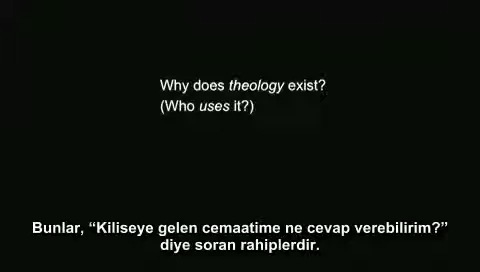 Why does theology exist?
(Who uses it?)
Bunlar, “Kiliseye gelen cemaatime ne cevap verebilirim?”
diye soran rahiplerdir.